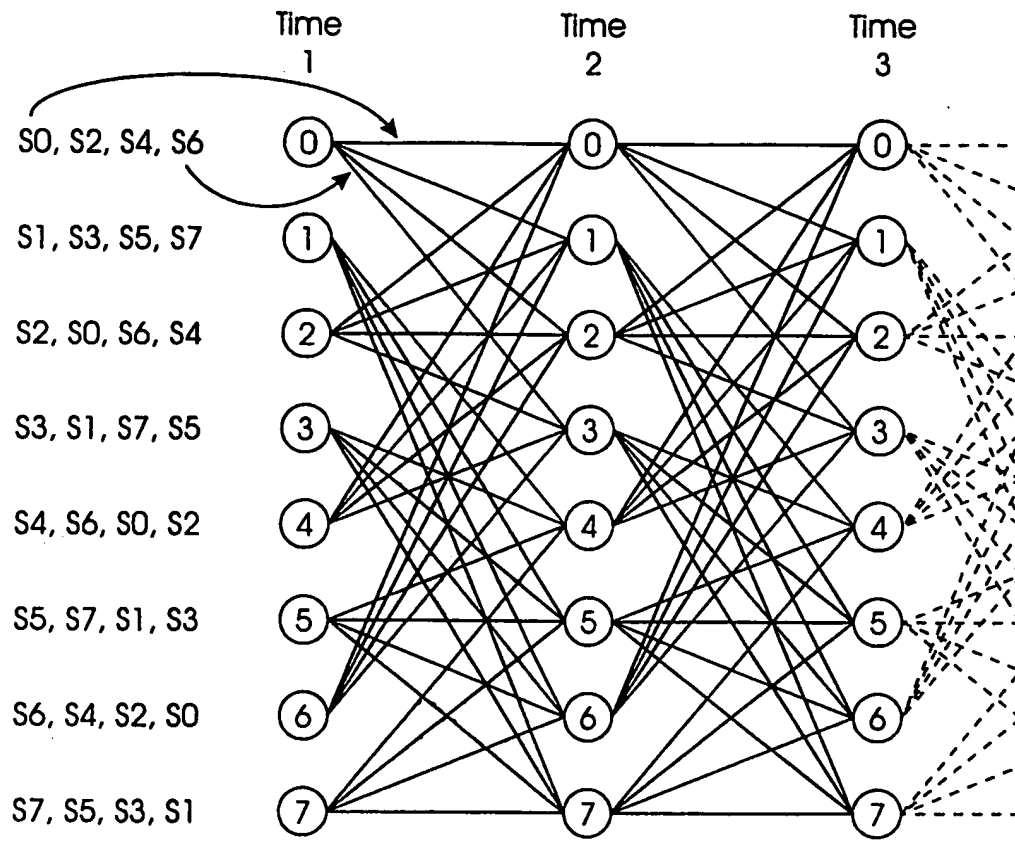 Time Time Time
1 2 3
S0, S2, S4, S6 0 0 0
S1, S3, S5, S7 1 1 1
S2, S0, S6, S4 2 2 2
S3, S1, S7, S5 3 3 3
S4, S6, S0, S2 4 4 4
S5, S7, S1, S3 5 5 5
S6, S4, S2, S0 6 6 6
S7, S5, S3, S1 7 7 7